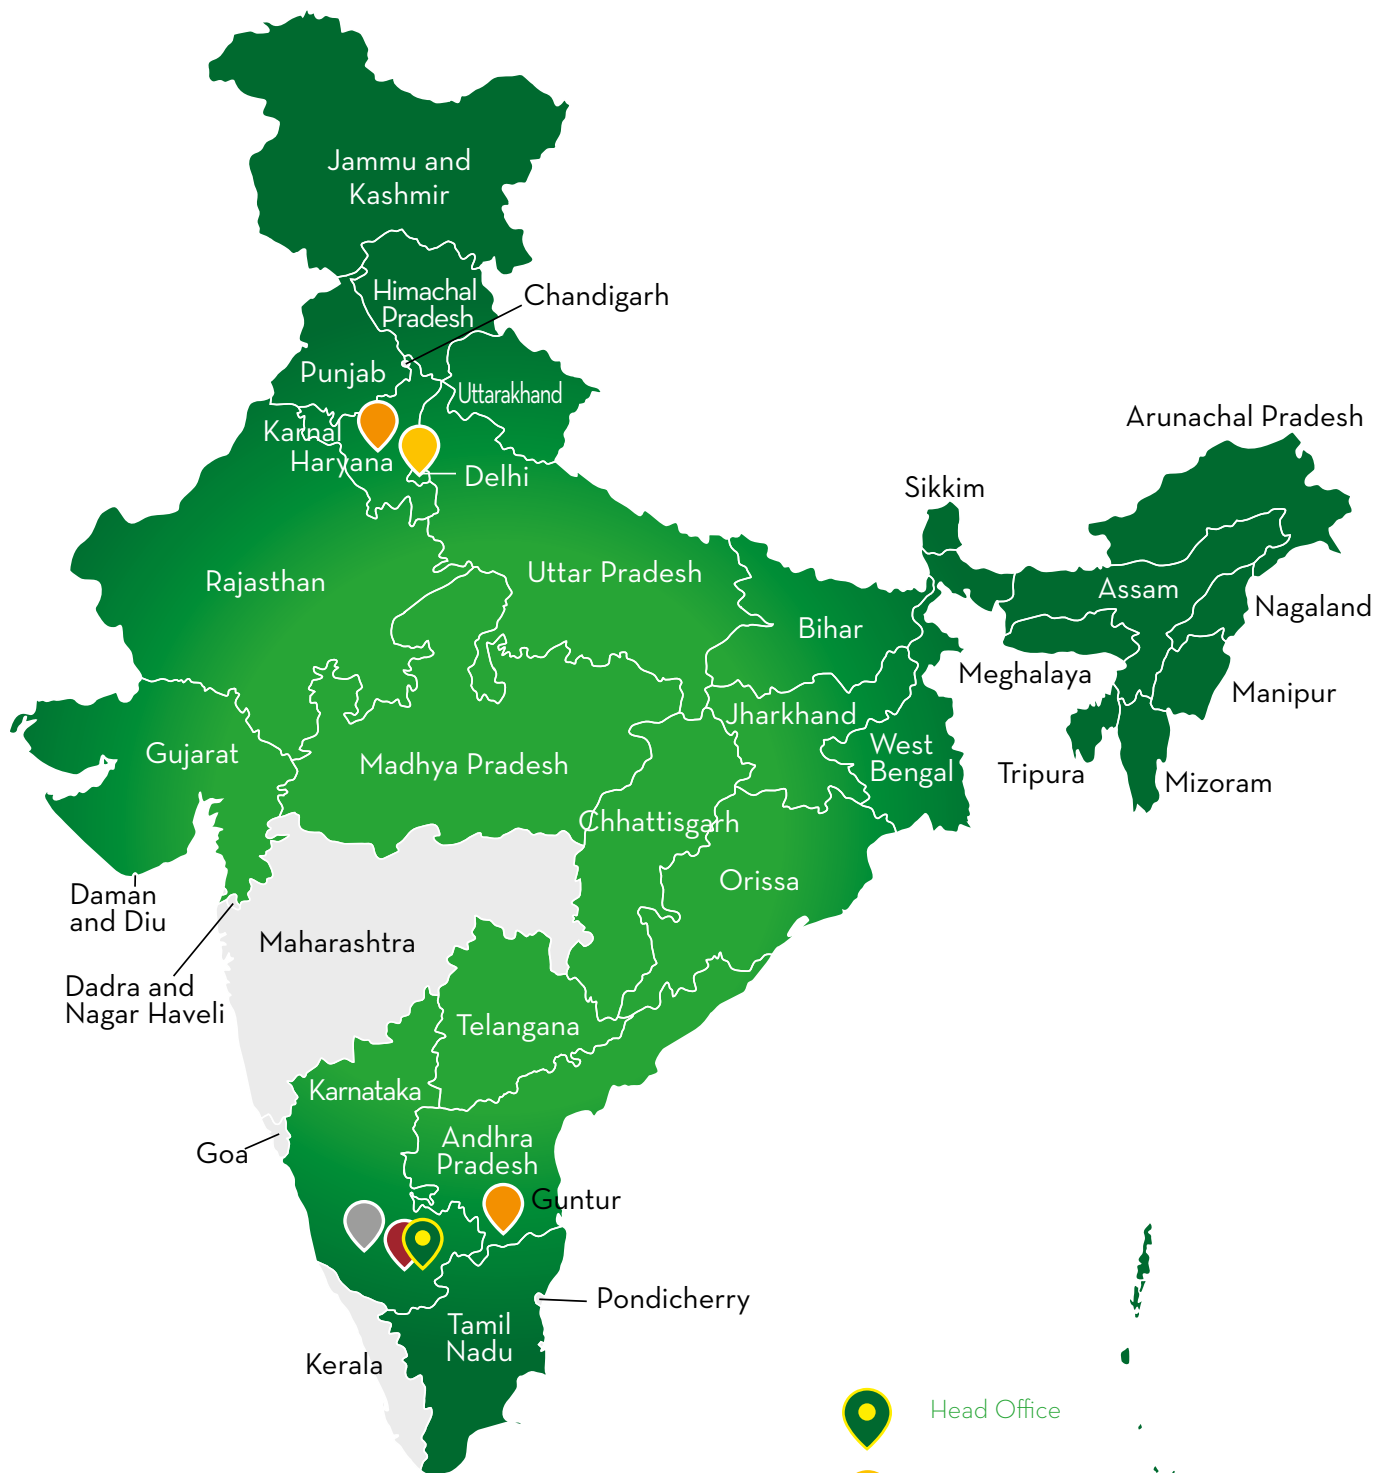 Jammu and
Kashmir
Himachal
Pradesh
Chandigarh
Punjab
Uttarakhand
Karnal
Haryana
Delhi
Arunachal Pradesh
Sikkim
Rajasthan
Uttar Pradesh
Assam
Nagaland
Bihar
Meghalaya
Manipur
Jharkhand
Gujarat
Madhya Pradesh
West
Bengal
Tripura
Mizoram
Chhattisgarh
Orissa
Daman
and Diu
Maharashtra
Dadra and
Nagar Haveli
Telangana
Karnataka
Goa
Andhra
Pradesh
Guntur
Pondicherry
Tamil
Nadu
Kerala
Head Office